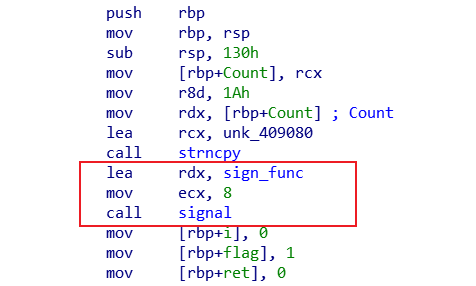 push rbp
mov rbp, rsp
sub rsp, 130h
mov [rbp+Count], rcx
mov r8d, 1Ah
mov rdx, [rbp+Count] ; Count
lea rcx, unk_409080
call strncpy
lea rdx, sign_func
mov ecx, 8
call signal
mov [rbp+i], 0
mov [rbp+flag], 1
mov [rbp+ret], 0